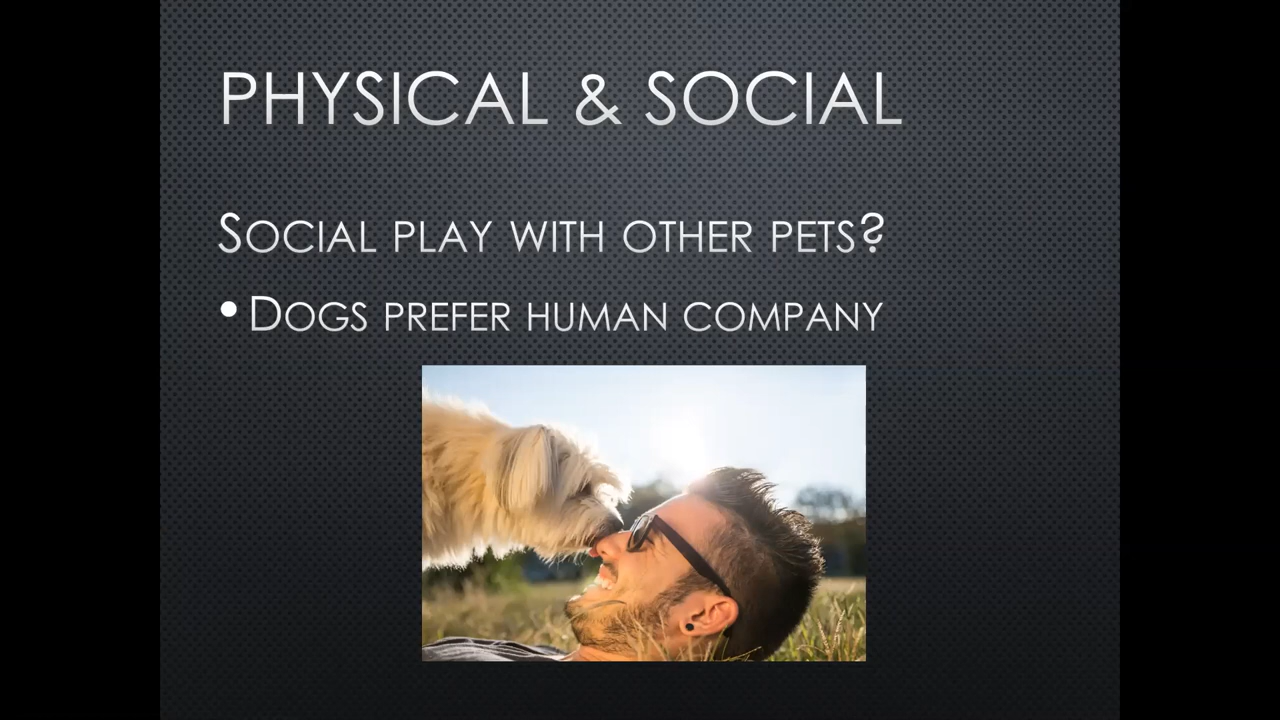 PHYSICAL & SOCIAL
SOCIAL PLAY WITH OTHER PETS?
• DOGS PREFER HUMAN COMPANY